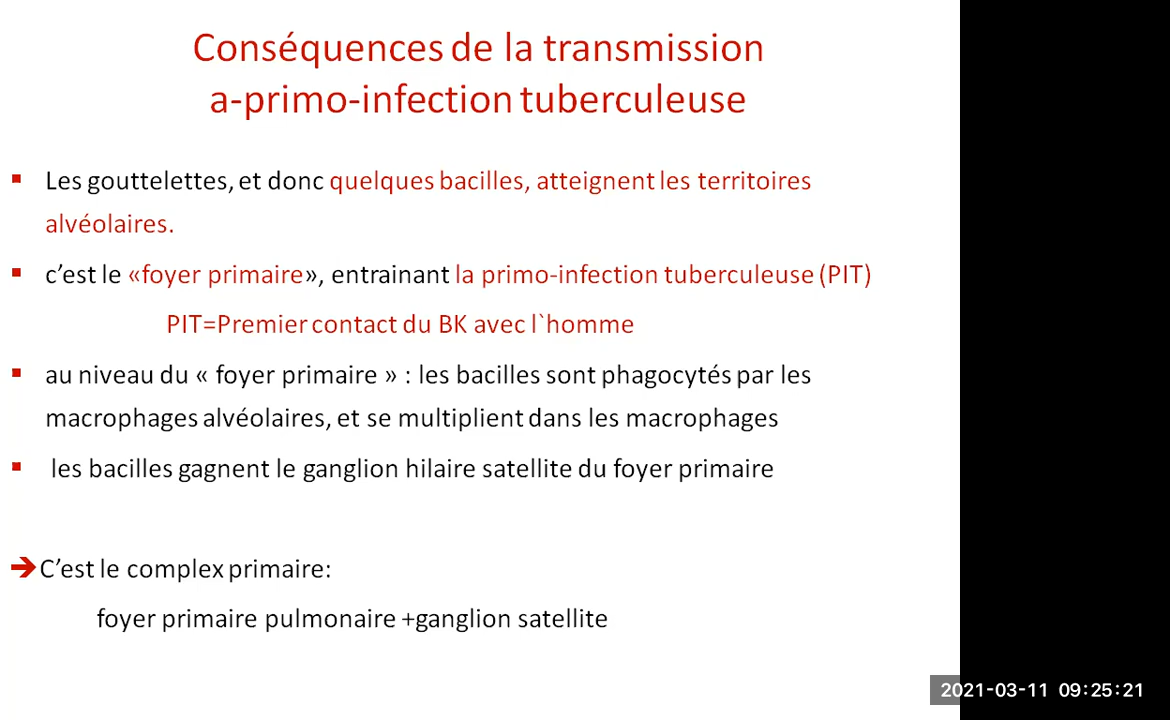 Conséquences de la transmission
a-primo-infection tuberculeuse
Les gouttelettes, et donc quelques bacilles, atteignent les territoires
alvéolaires.
c’est le «foyer primaire», entrainant la primo-infection tuberculeuse (PIT)
PIT=Premier contact du BK avec l`homme
au niveau du « foyer primaire » : les bacilles sont phagocytés par les
macrophages alvéolaires, et se multiplient dans les macrophages
les bacilles gagnent le ganglion hilaire satellite du foyer primaire
➔C’est le complex primaire:
foyer primaire pulmonaire +ganglion satellite
2021-03-11 09:25:21